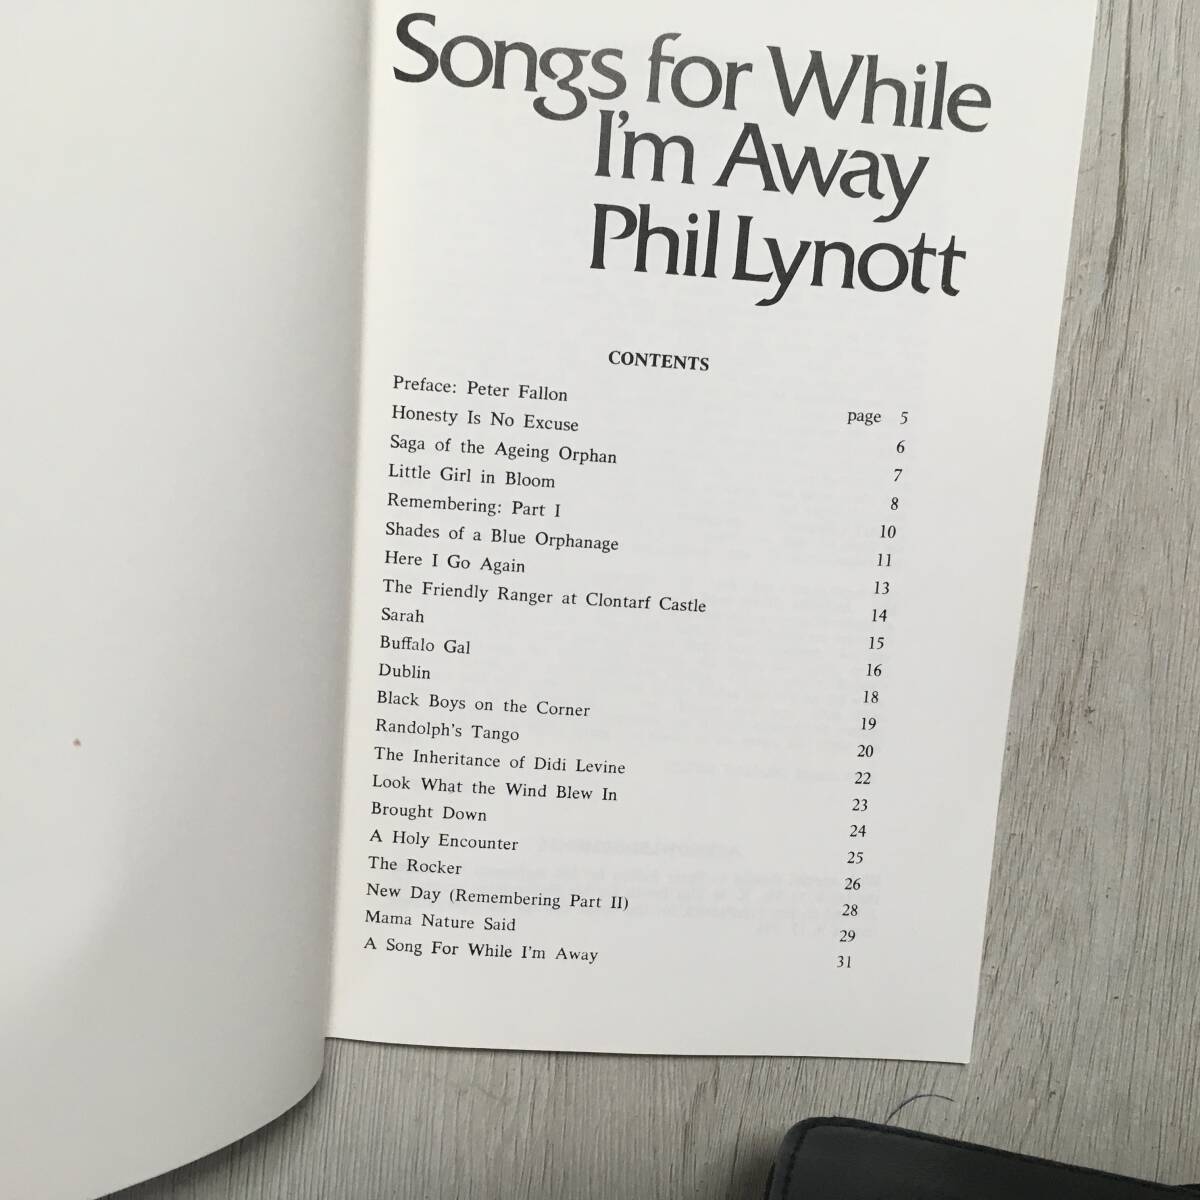 Songs for While
I'm Away
Phil Lynott
CONTENTS
Preface: Peter Fallon page 5
Honesty Is No Excuse 6
Saga of the Ageing Orphan 7
Little Girl in Bloom 8
Remembering: Part I 10
Shades of a Blue Orphanage 11
Here I Go Again 13
The Friendly Ranger at Clontarf Castle 14
Sarah 15
Buffalo Gal 16
Dublin 18
Black Boys on the Corner 19
Randolph's Tango 20
The Inheritance of Didi Levine 22
Look What the Wind Blew In 23
Brought Down 24
A Holy Encounter 25
The Rocker 26
New Day (Remembering Part II) 28
Mama Nature Said 29
A Song For While I'm Away 31